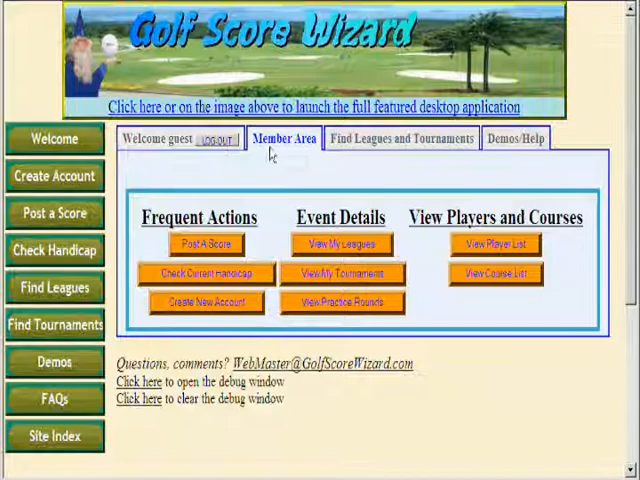 Golf Score Wizard
Click here or on the image above to launch the full featured desktop application
Welcome guest LOG-OUT Member Area Find Leagues and Tournaments Demos/Help
Welcome
Create Account
Post a Score
Check Handicap
Find Leagues
Find Tournaments
Demos
FAQs
Site Index
Frequent Actions Event Details View Players and Courses
Post A Score View My Leagues View Player List
Check Current Handicap View My Tournaments View Course List
Create New Account View Practice Rounds
Questions, comments? WebMaster@GolfScoreWizard.com
Click here to open the debug window
Click here to clear the debug window